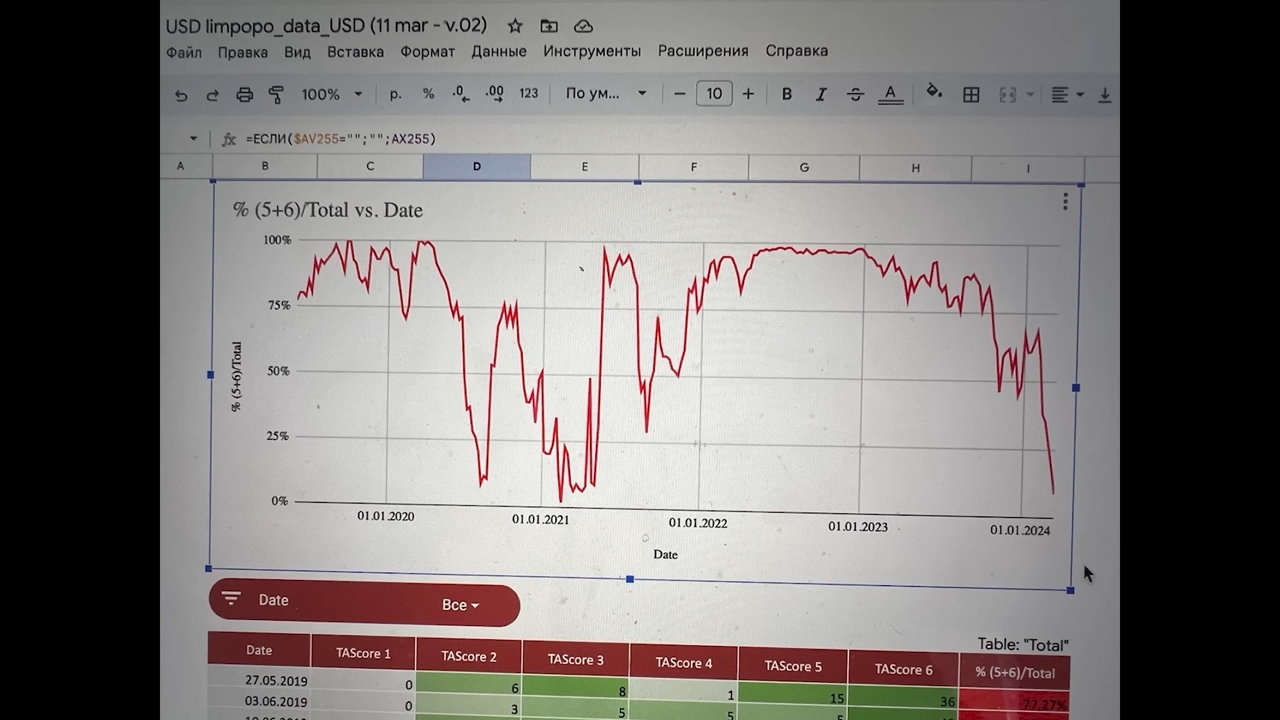 USD limpopo_data_USD (11 mar - v.02)
Файл Правка Вид Вставка Формат Данные Инструменты Расширения Справка
100% р. % .0 .00 123 По ум... − 10 + B I S A
fx =ЕСЛИ($AV255="";"";AX255)
A B C D E F G H I
% (5+6)/Total vs. Date
100%
75%
50%
25%
0%
% (5+6)/Total
01.01.2020 01.01.2021 01.01.2022 01.01.2023 01.01.2024
Date
Date Все
Table: "Total"
Date TAScore 1 TAScore 2 TAScore 3 TAScore 4 TAScore 5 TAScore 6 % (5+6)/Total
27.05.2019 0 6 8 1 15 36 77,27%
03.06.2019 0 3 5 5 5